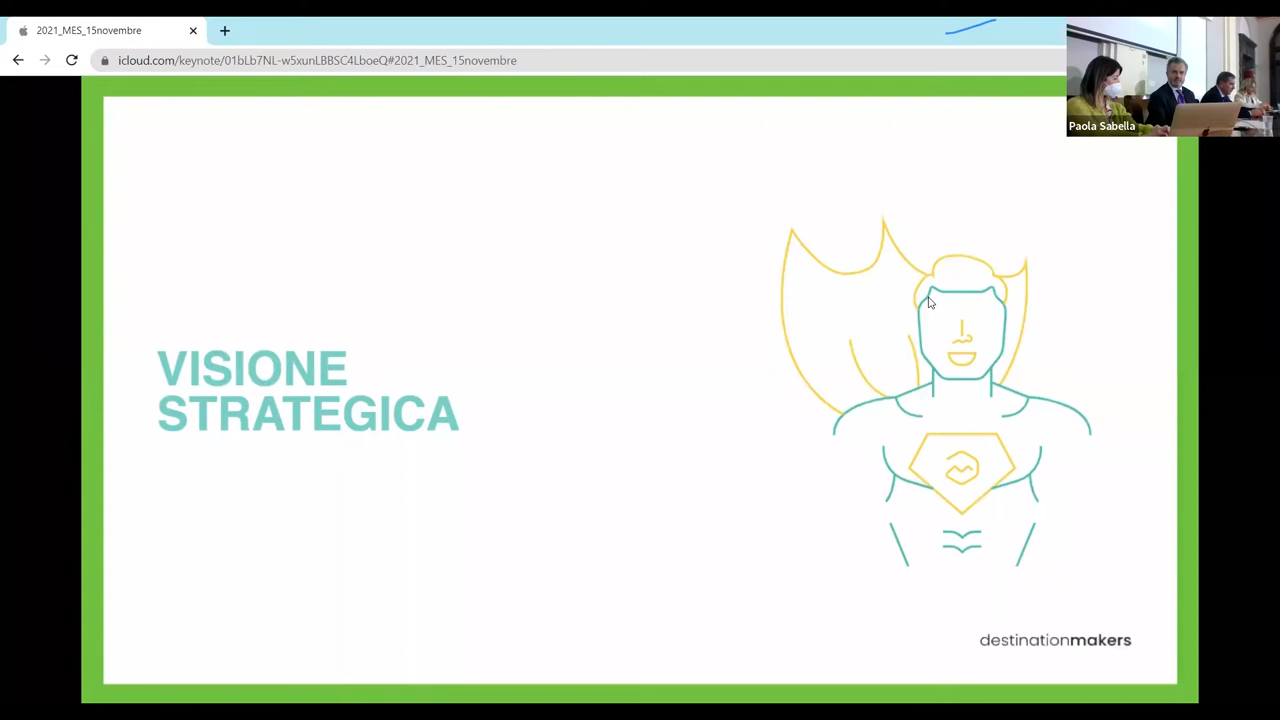 2021_MES_15novembre
icloud.com/keynote/01bLb7NL-w5xunLBBSC4LboeQ#2021_MES_15novembre
Paola Sabella
VISIONE
STRATEGICA
destinationmakers